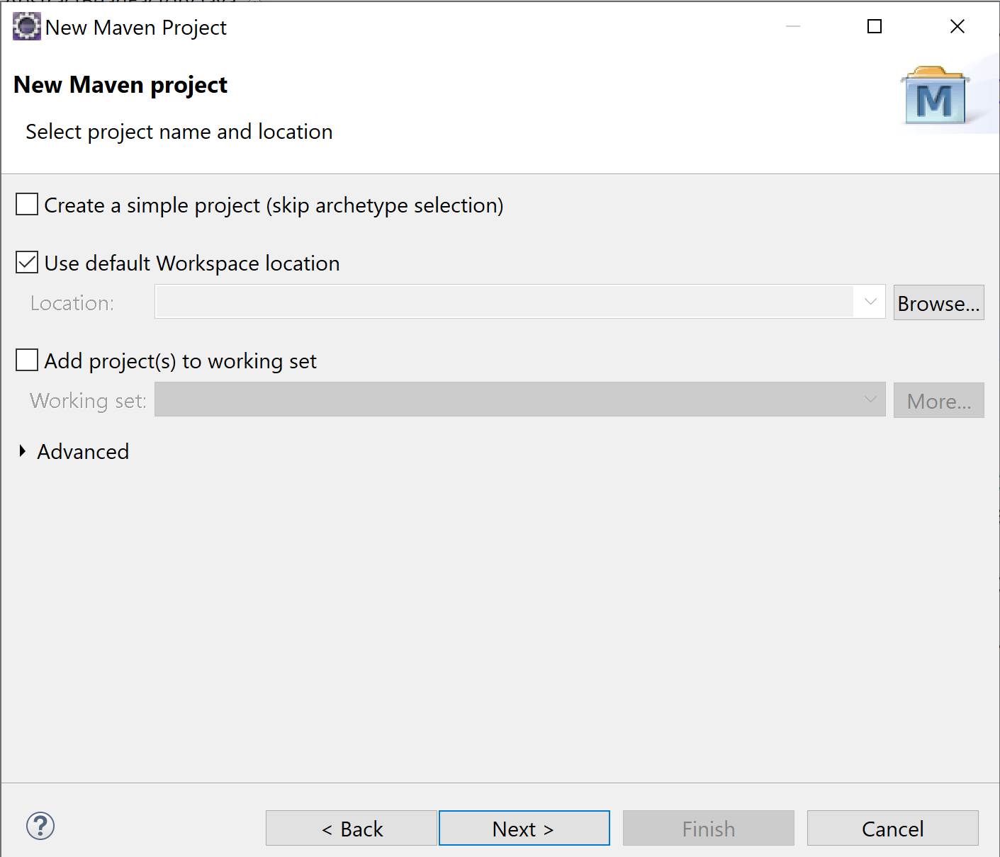 New Maven Project
New Maven project
M
Select project name and location
Create a simple project (skip archetype selection)
Use default Workspace location
Location:
Browse...
Add project(s) to working set
Working set:
More...
Advanced
?
< Back
Next >
Finish
Cancel